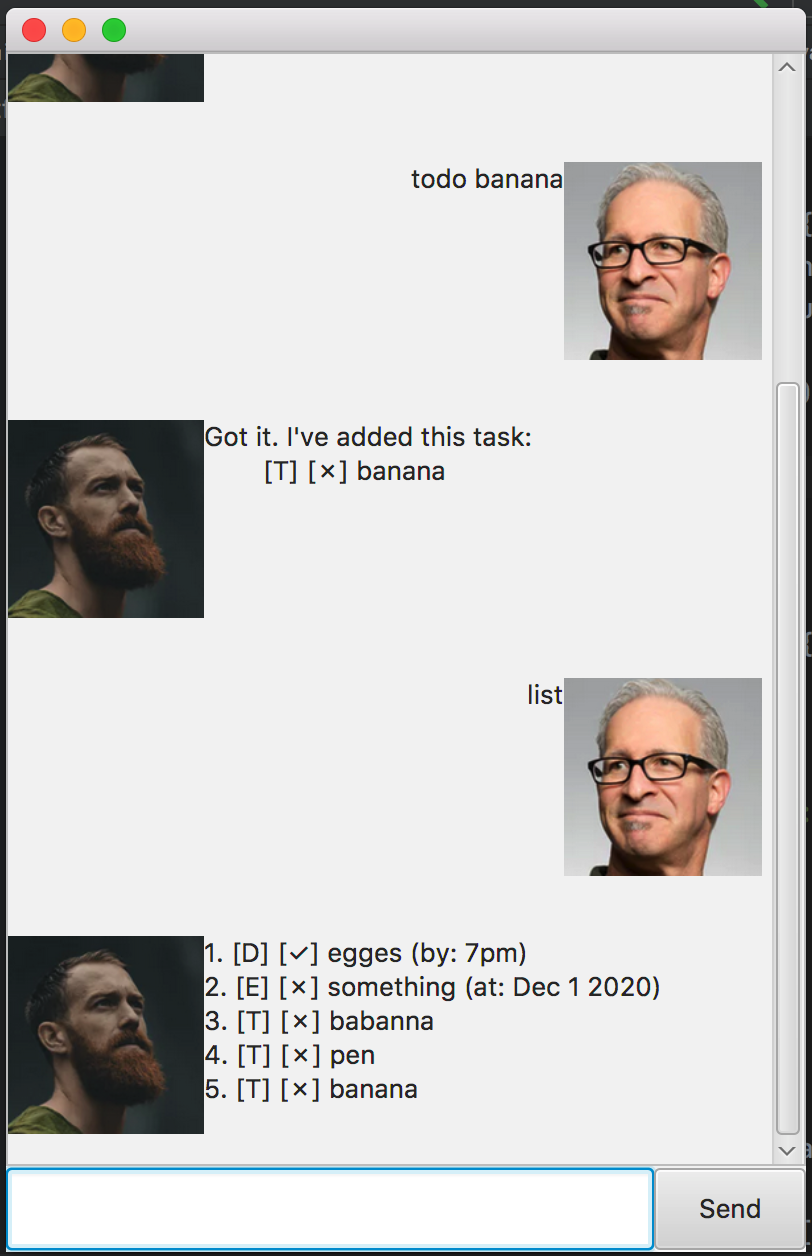 todo banana
Got it. I've added this task:
[T] [×] banana
list
1. [D] [✓] egges (by: 7pm)
2. [E] [×] something (at: Dec 1 2020)
3. [T] [×] babanna
4. [T] [×] pen
5. [T] [×] banana
Send